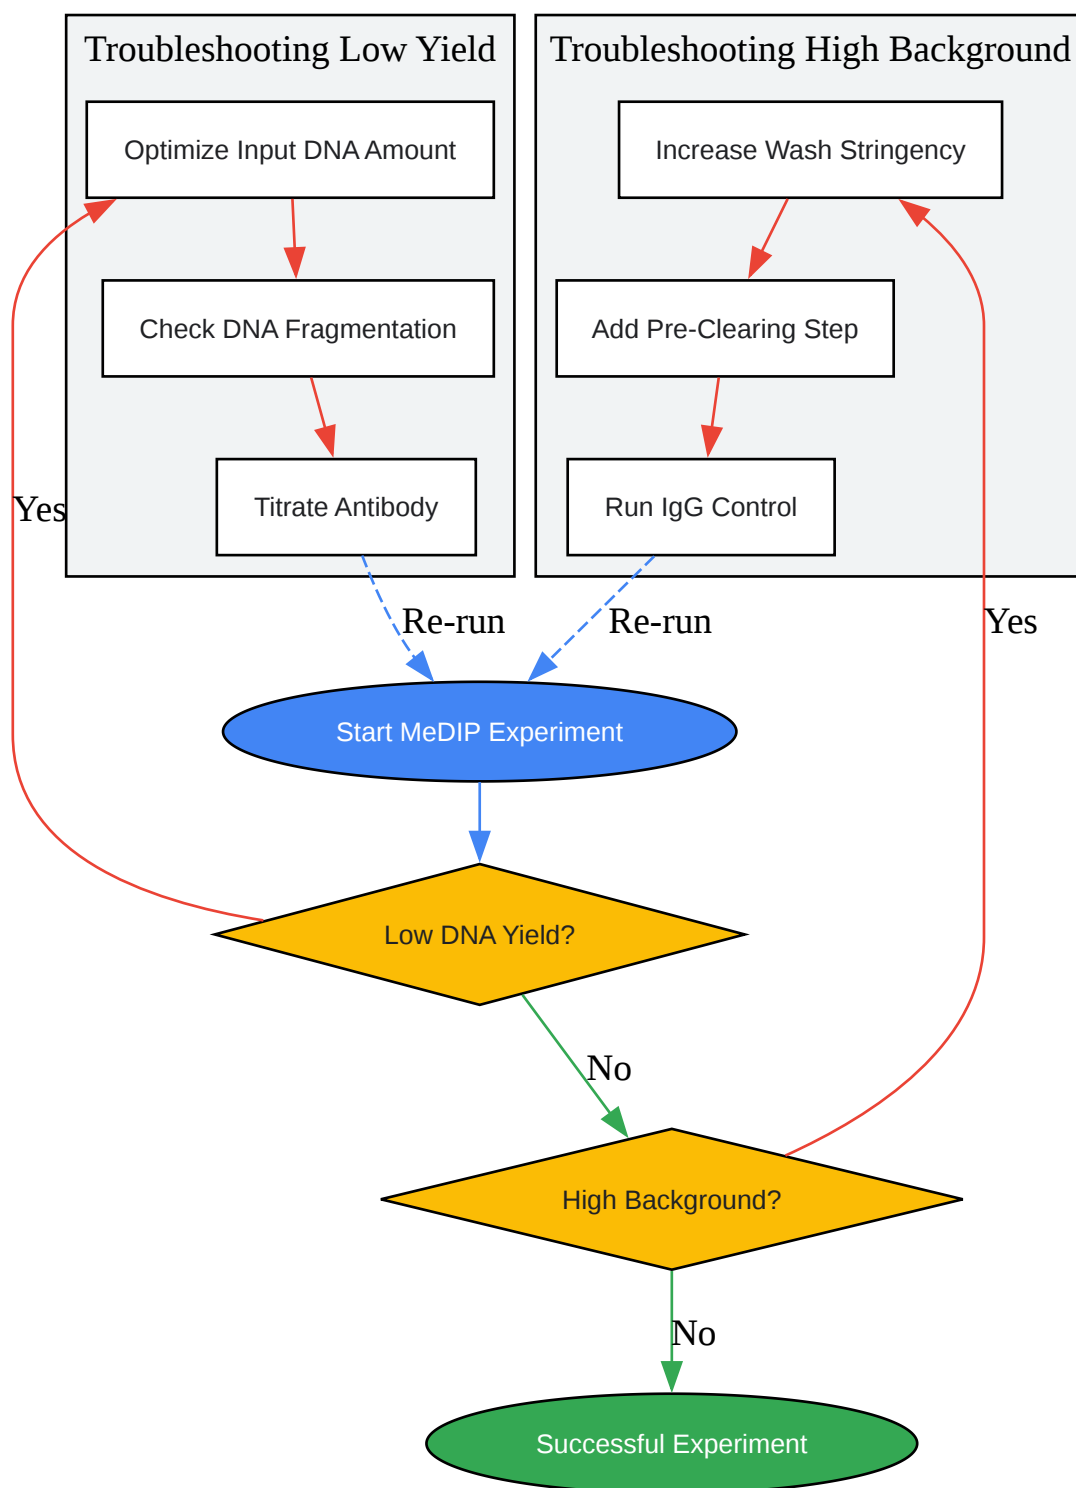 Troubleshooting Low Yield
Troubleshooting High Background
Optimize Input DNA Amount
Increase Wash Stringency
Check DNA Fragmentation
Add Pre-Clearing Step
Yes
Titrate Antibody
Run IgG Control
Re-run
Re-run
Yes
Start MeDIP Experiment
Low DNA Yield?
No
High Background?
No
Successful Experiment